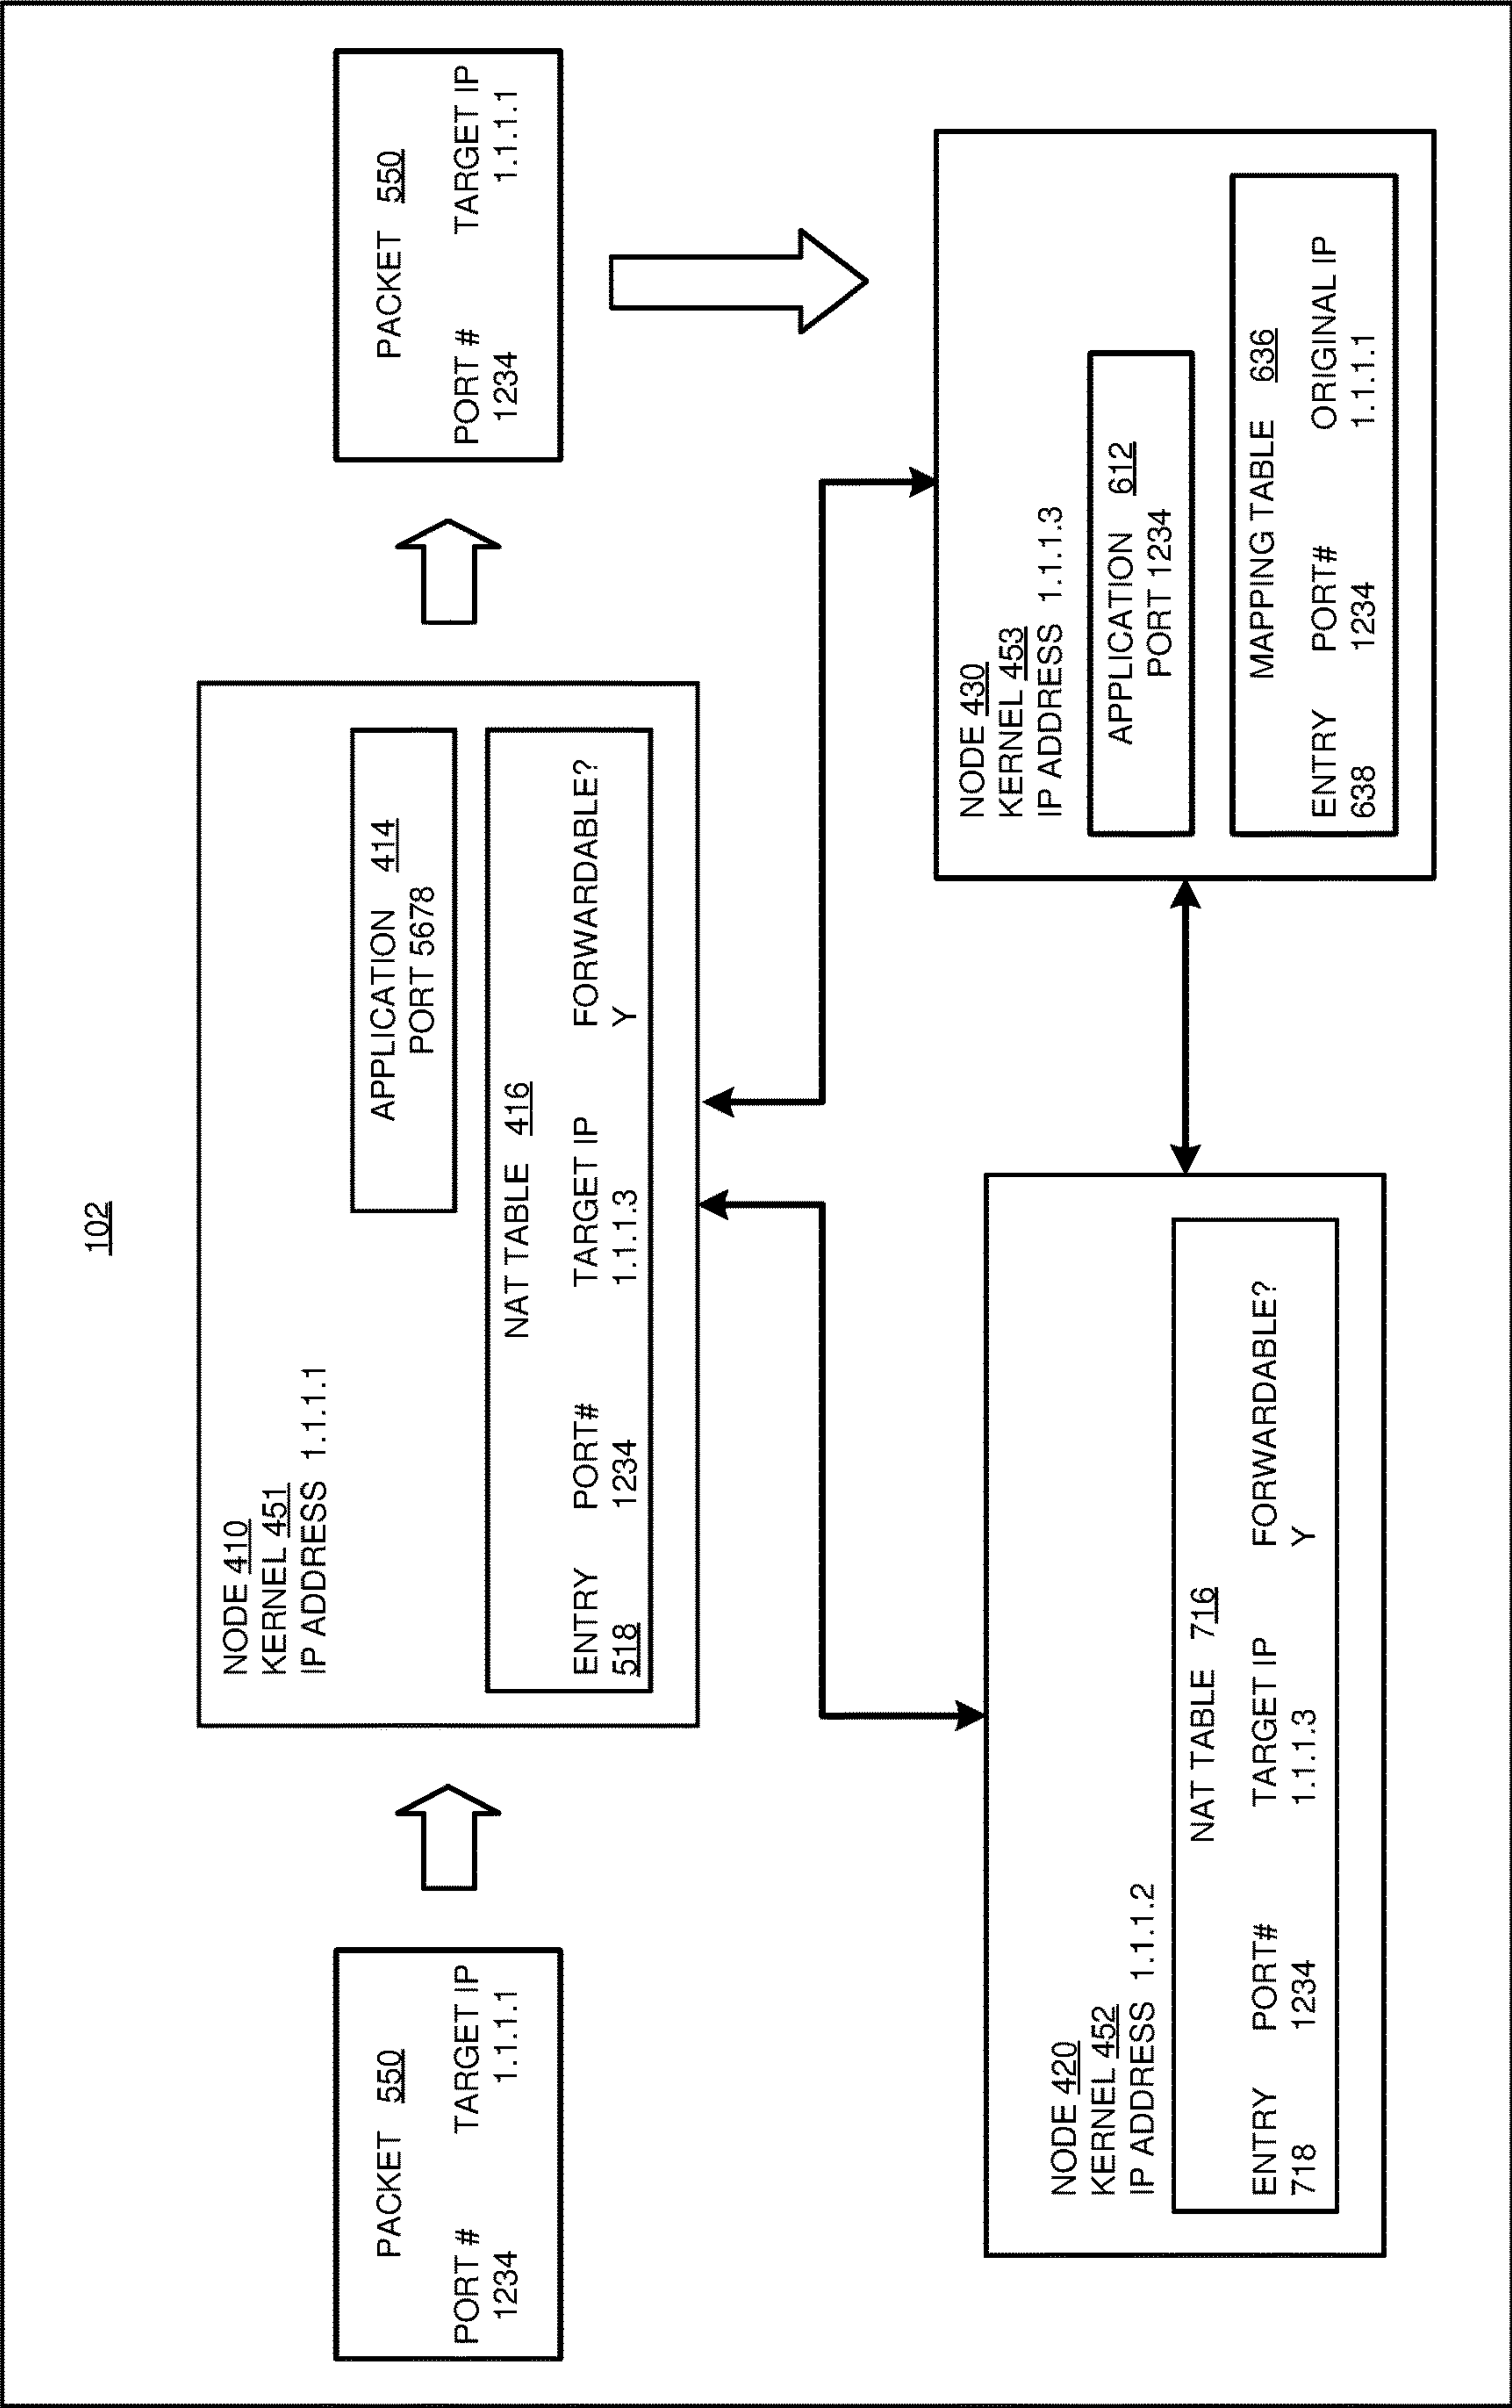 102
PACKET 550
PORT # TARGET IP
1234 1.1.1.1
NODE 410
KERNEL 451
IP ADDRESS 1.1.1.1
APPLICATION 414
PORT 5678
NAT TABLE 416
ENTRY PORT# TARGET IP FORWARDABLE?
518 1234 1.1.1.3 Y
PACKET 550
PORT # TARGET IP
1234 1.1.1.1
NODE 420
KERNEL 452
IP ADDRESS 1.1.1.2
NAT TABLE 716
ENTRY PORT# TARGET IP FORWARDABLE?
718 1234 1.1.1.3 Y
NODE 430
KERNEL 453
IP ADDRESS 1.1.1.3
APPLICATION 612
PORT 1234
MAPPING TABLE 636
ENTRY PORT# ORIGINAL IP
638 1234 1.1.1.1